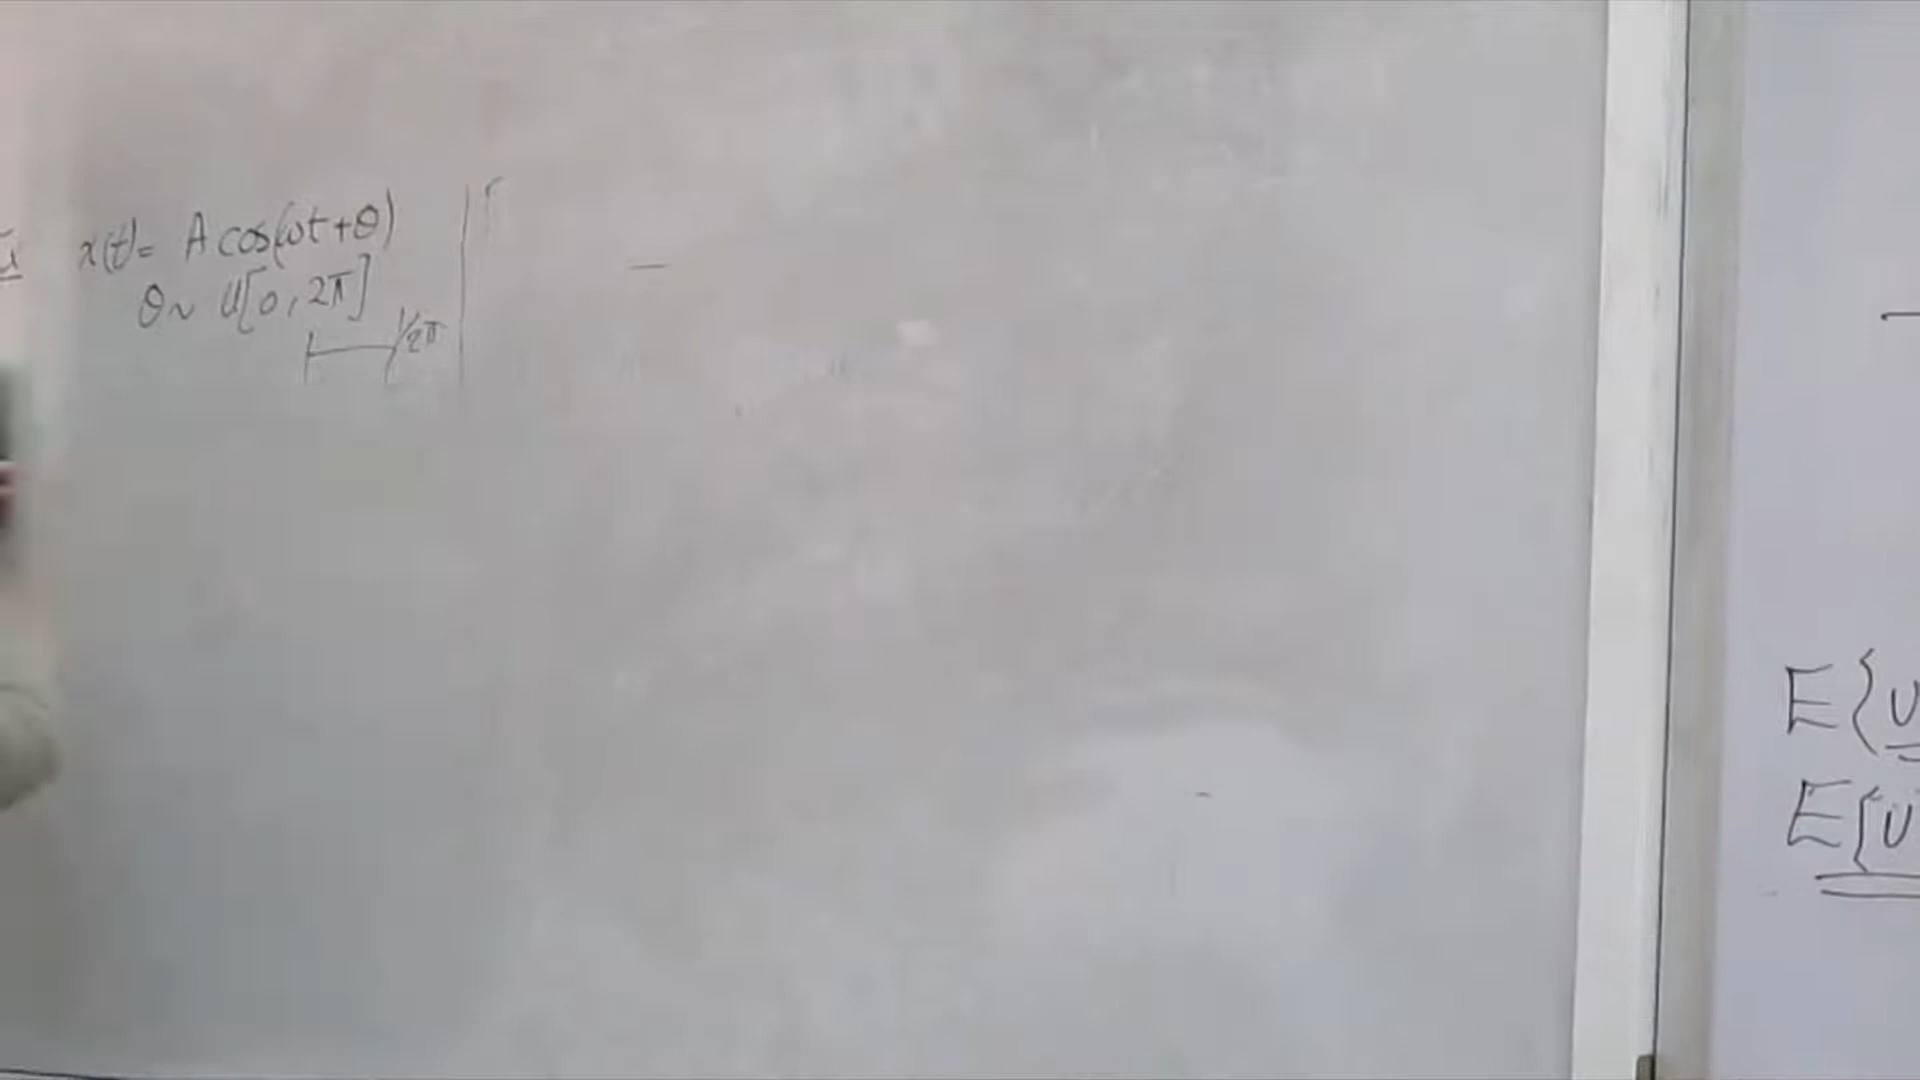 x(t)= A cos(ωt+θ)
θ~ U[0, 2π]
1/2π
E{U
E{U